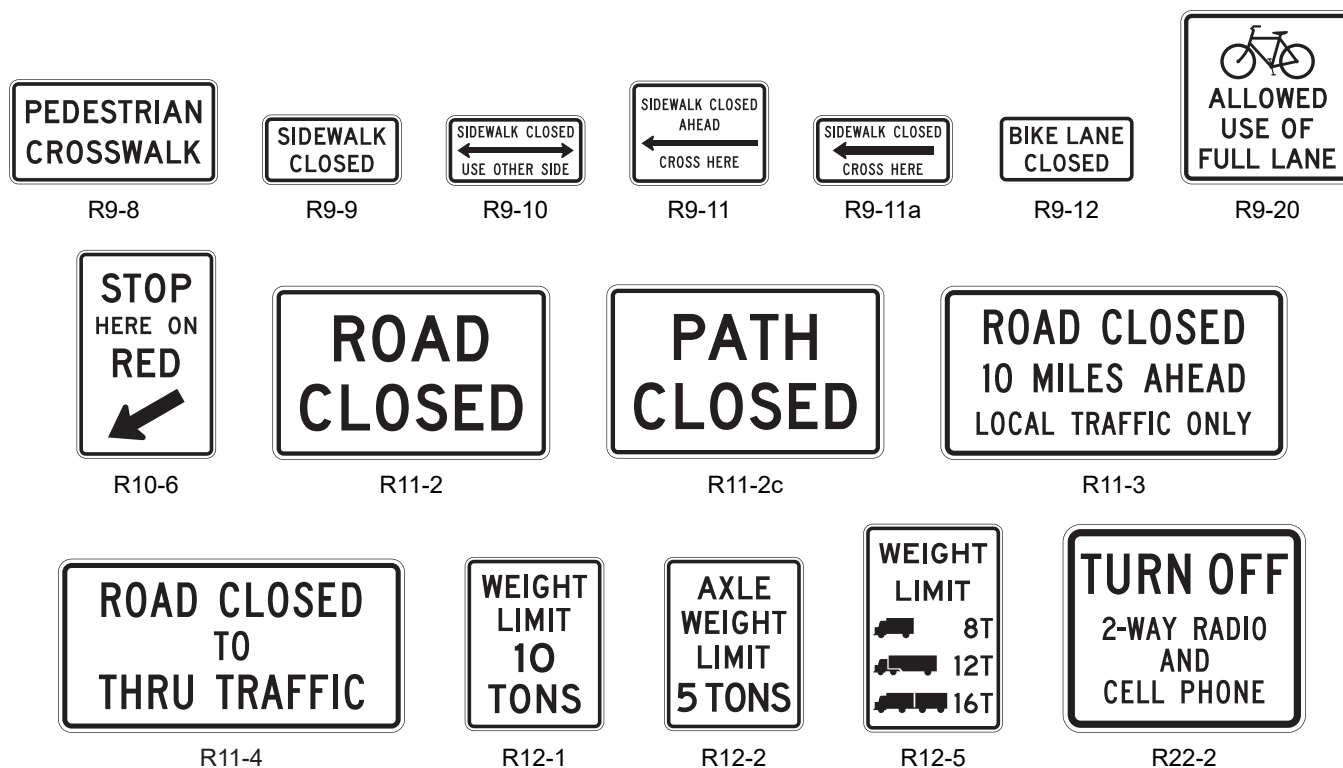 PEDESTRIAN
CROSSWALK
R9-8
SIDEWALK
CLOSED
R9-9
SIDEWALK CLOSED
USE OTHER SIDE
R9-10
SIDEWALK CLOSED
AHEAD
CROSS HERE
R9-11
SIDEWALK CLOSED
CROSS HERE
R9-11a
BIKE LANE
CLOSED
R9-12
ALLOWED
USE OF
FULL LANE
R9-20
STOP
HERE ON
RED
R10-6
ROAD
CLOSED
R11-2
PATH
CLOSED
R11-2c
ROAD CLOSED
10 MILES AHEAD
LOCAL TRAFFIC ONLY
R11-3
ROAD CLOSED
TO
THRU TRAFFIC
R11-4
WEIGHT
LIMIT
10
TONS
R12-1
AXLE
WEIGHT
LIMIT
5 TONS
R12-2
WEIGHT
LIMIT
8T
12T
16T
R12-5
TURN OFF
2-WAY RADIO
AND
CELL PHONE
R22-2